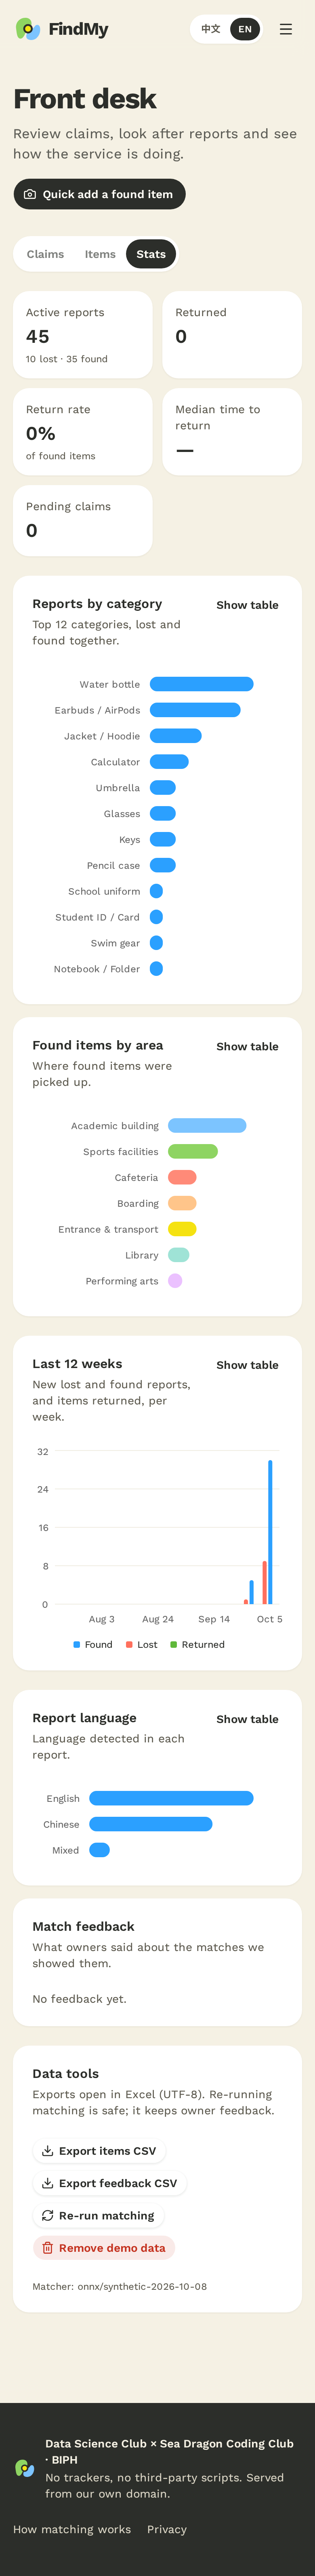 FindMy
中文
EN
Front desk
Review claims, look after reports and see
how the service is doing.
Quick add a found item
Claims
Items
Stats
Active reports
45
10 lost · 35 found
Returned
0
Return rate
0%
of found items
Median time to
return
—
Pending claims
0
Reports by category
Show table
Top 12 categories, lost and
found together.
Water bottle
Earbuds / AirPods
Jacket / Hoodie
Calculator
Umbrella
Glasses
Keys
Pencil case
School uniform
Student ID / Card
Swim gear
Notebook / Folder
Found items by area
Show table
Where found items were
picked up.
Academic building
Sports facilities
Cafeteria
Boarding
Entrance & transport
Library
Performing arts
Last 12 weeks
Show table
New lost and found reports,
and items returned, per
week.
32
24
16
8
0
Aug 3
Aug 24
Sep 14
Oct 5
Found
Lost
Returned
Report language
Show table
Language detected in each
report.
English
Chinese
Mixed
Match feedback
What owners said about the matches we
showed them.
No feedback yet.
Data tools
Exports open in Excel (UTF-8). Re-running
matching is safe; it keeps owner feedback.
Export items CSV
Export feedback CSV
Re-run matching
Remove demo data
Matcher: onnx/synthetic-2026-10-08
Data Science Club × Sea Dragon Coding Club
· BIPH
No trackers, no third-party scripts. Served
from our own domain.
How matching works
Privacy